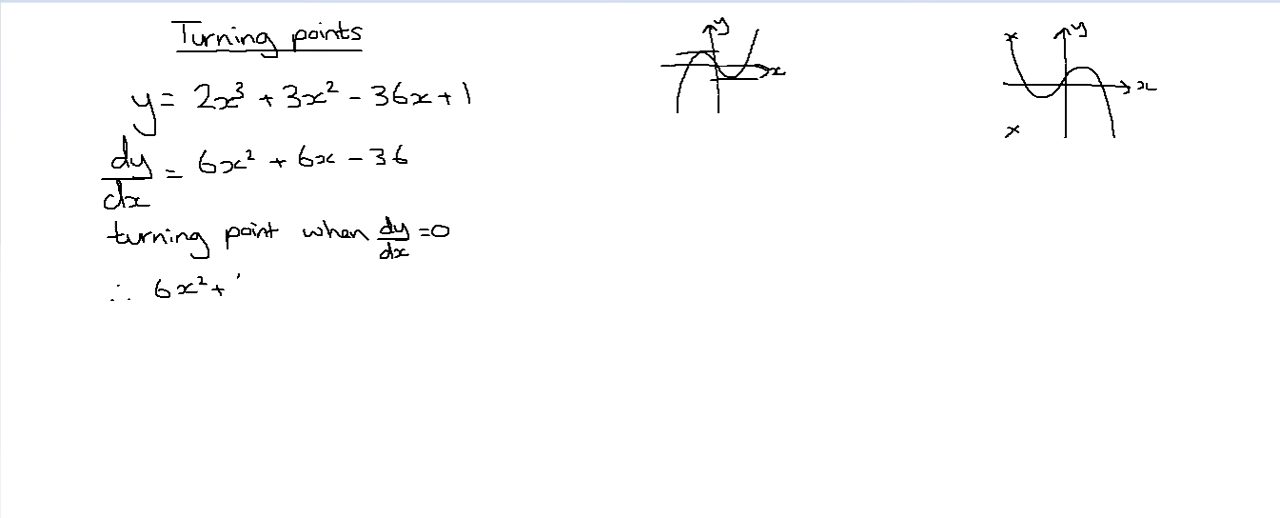 Turning points
y = 2x³ + 3x² - 36x + 1
dy/dx = 6x² + 6x - 36
turning point when dy/dx = 0
∴ 6x² +
y
x
x
y
x
x